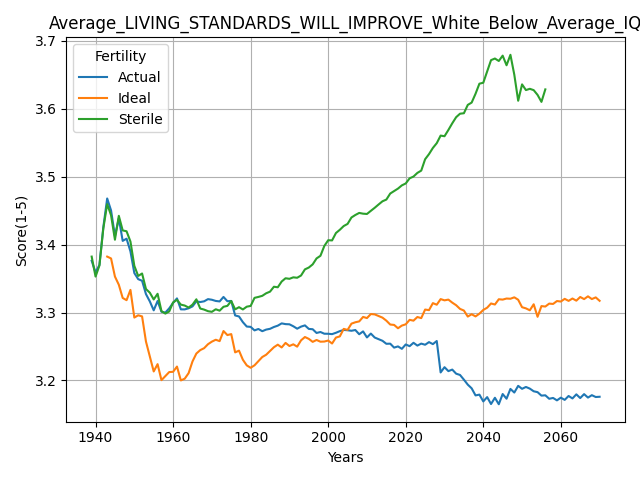 Average_LIVING_STANDARDS_WILL_IMPROVE_White_Below_Average_IQ
Fertility
Actual
Ideal
Sterile
3.7
3.6
3.5
3.4
3.3
3.2
Score(1-5)
1940 1960 1980 2000 2020 2040 2060
Years